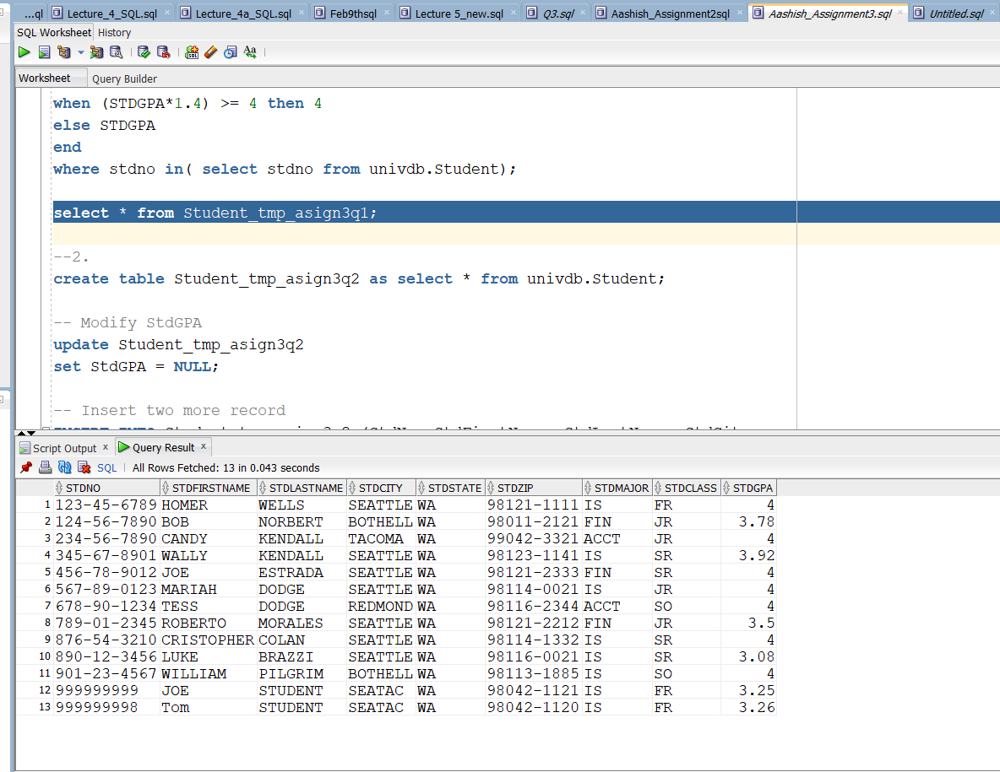 ...ql Lecture_4_SQL.sql Lecture_4a_SQL.sql Feb9thsql Lecture 5_new.sql Q3.sql Aashish_Assignment2sql Aashish_Assignment3.sql Untitled.sql
SQL Worksheet History
Worksheet Query Builder
when (STDGPA*1.4) >= 4 then 4
else STDGPA
end
where stdno in( select stdno from univdb.Student);
select * from Student_tmp_asign3q1;
--2.
create table Student_tmp_asign3q2 as select * from univdb.Student;
-- Modify StdGPA
update Student_tmp_asign3q2
set StdGPA = NULL;
-- Insert two more record
Script Output x Query Result x
SQL | All Rows Fetched: 13 in 0.043 seconds
STDNO STDFIRSTNAME STDLASTNAME STDCITY STDSTATE STDZIP STDMAJOR STDCLASS STDGPA
1 123-45-6789 HOMER WELLS SEATTLE WA 98121-1111 IS FR 4
2 124-56-7890 BOB NORBERT BOTHELL WA 98011-2121 FIN JR 3.78
3 234-56-7890 CANDY KENDALL TACOMA WA 99042-3321 ACCT JR 4
4 345-67-8901 WALLY KENDALL SEATTLE WA 98123-1141 IS SR 3.92
5 456-78-9012 JOE ESTRADA SEATTLE WA 98121-2333 FIN SR 4
6 567-89-0123 MARIAH DODGE SEATTLE WA 98114-0021 IS JR 4
7 678-90-1234 TESS DODGE REDMOND WA 98116-2344 ACCT SO 4
8 789-01-2345 ROBERTO MORALES SEATTLE WA 98121-2212 FIN JR 3.5
9 876-54-3210 CRISTOPHER COLAN SEATTLE WA 98114-1332 IS SR 4
10 890-12-3456 LUKE BRAZZI SEATTLE WA 98116-0021 IS SR 3.08
11 901-23-4567 WILLIAM PILGRIM BOTHELL WA 98113-1885 IS SO 4
12 999999999 JOE STUDENT SEATAC WA 98042-1121 IS FR 3.25
13 999999998 Tom STUDENT SEATAC WA 98042-1120 IS FR 3.26